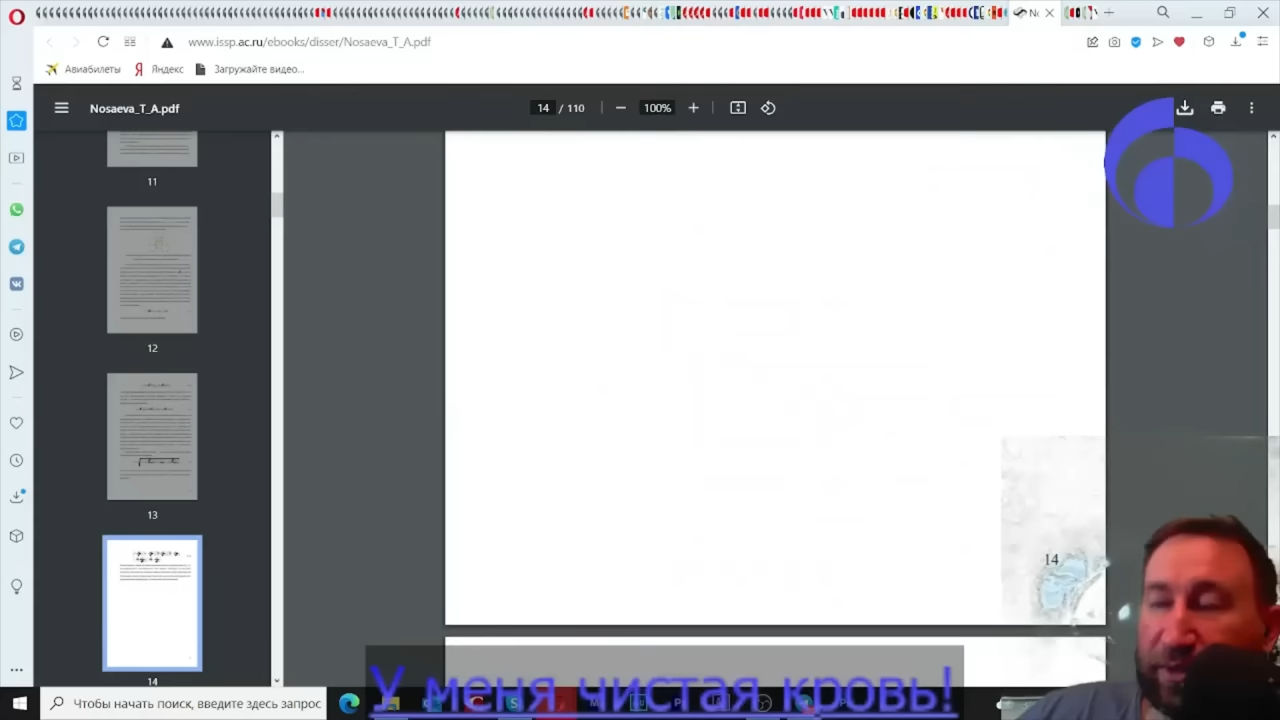 www.issp.ac.ru/ebooks/disser/Nosaeva_T_A.pdf
Авиабилеты
Яндекс
Загружайте видео...
Nosaeva_T_A.pdf
14 / 110
100%
11
12
13
14
14
У меня чистая кровь!
Чтобы начать поиск, введите здесь запрос